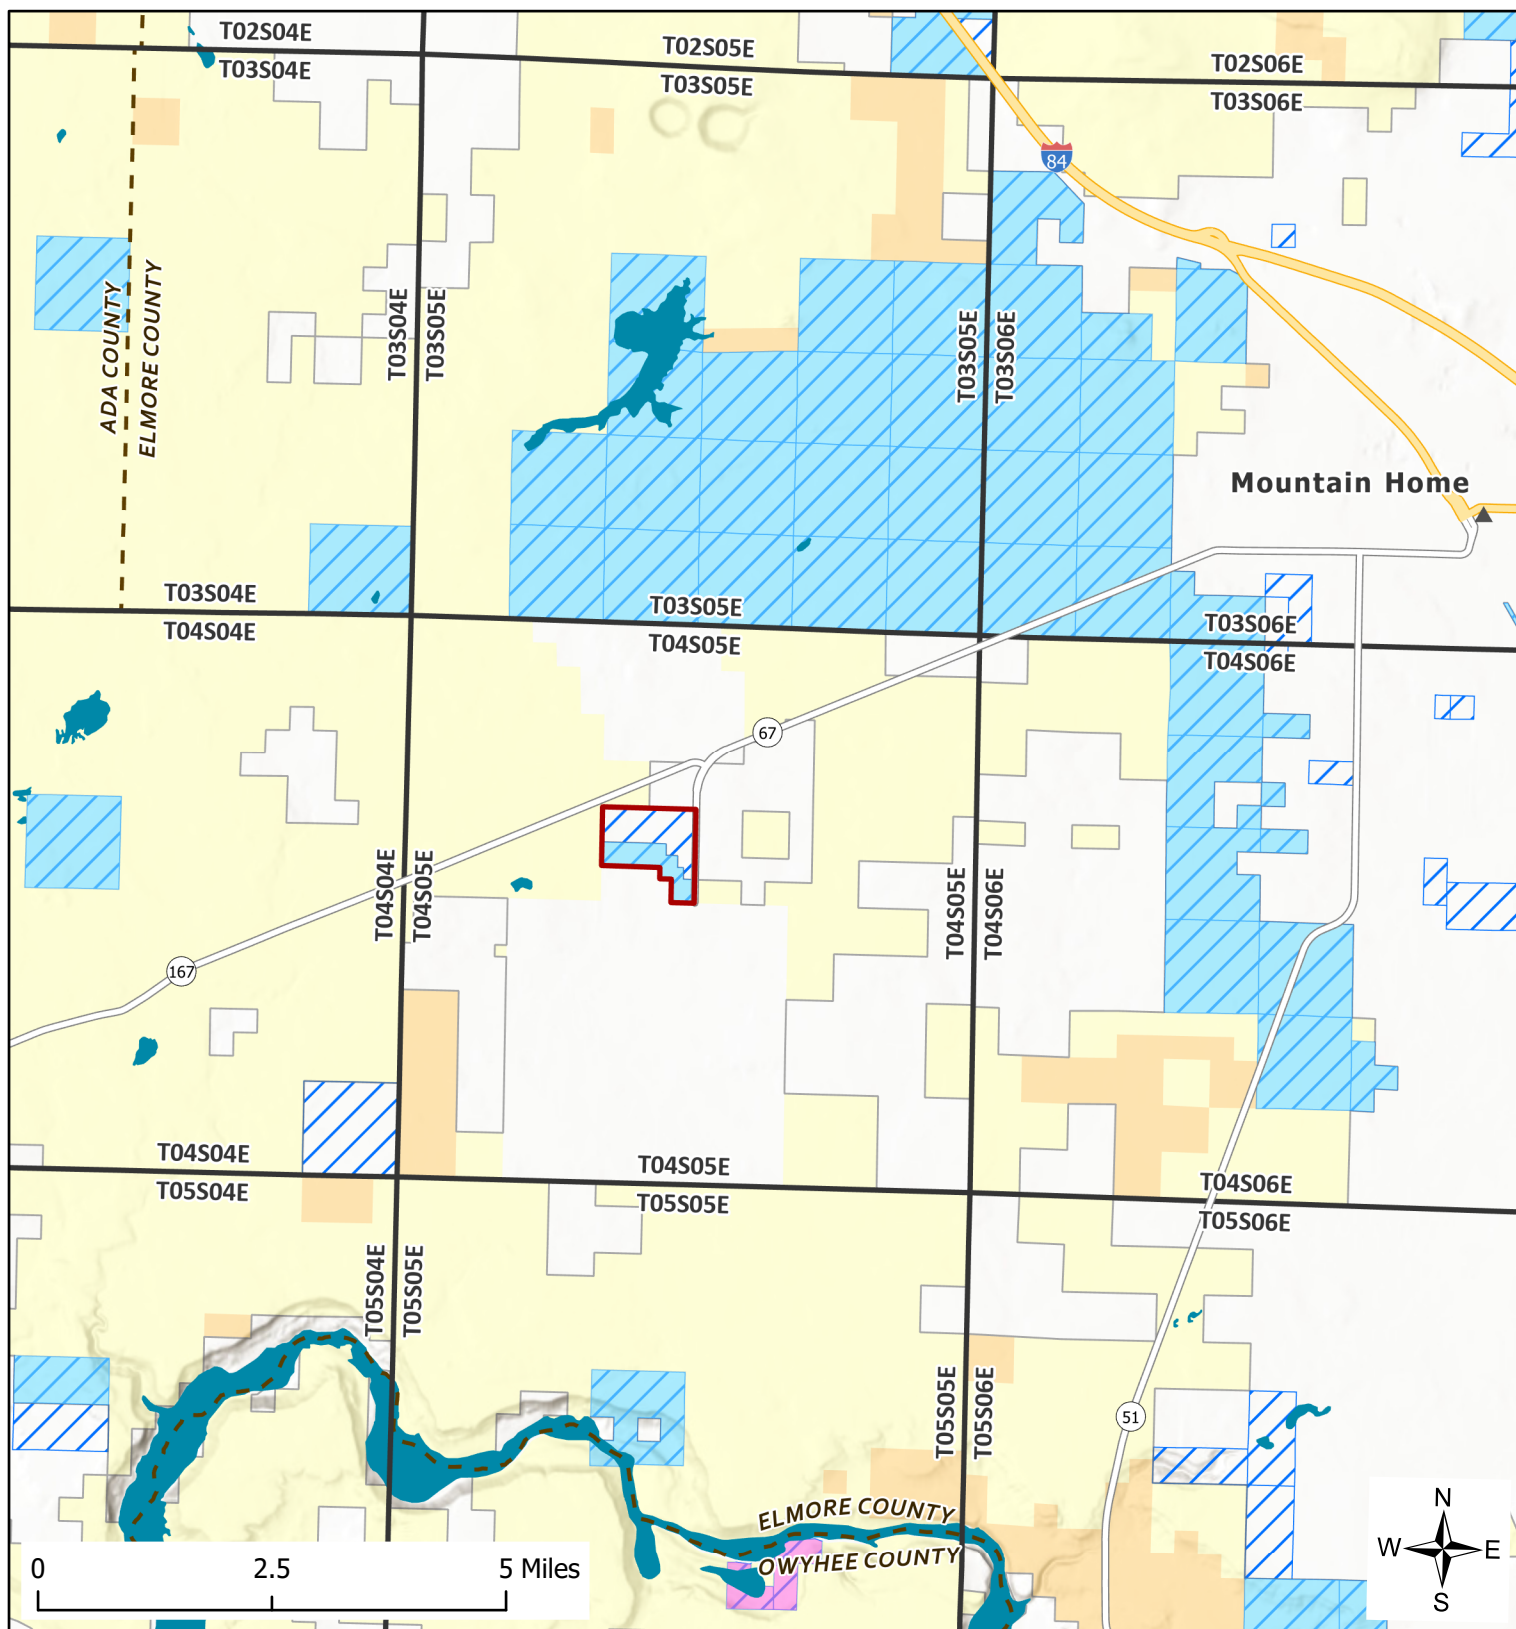 T02S04E
T02S05E
T02S06E
T03S04E
T03S05E
T03S06E
84
ADA COUNTY
ELMORE COUNTY
T03S04E
T03S05E
T03S05E
T03S06E
Mountain Home
T03S04E
T03S05E
T03S06E
T04S04E
T04S05E
T04S06E
67
T04S04E
T04S05E
T04S05E
T04S06E
167
T04S04E
T04S05E
T04S06E
T05S04E
T05S05E
T05S06E
T05S04E
T05S05E
T05S05E
T05S06E
51
ELMORE COUNTY
OWYHEE COUNTY
0 2.5 5 Miles
N
W E
S